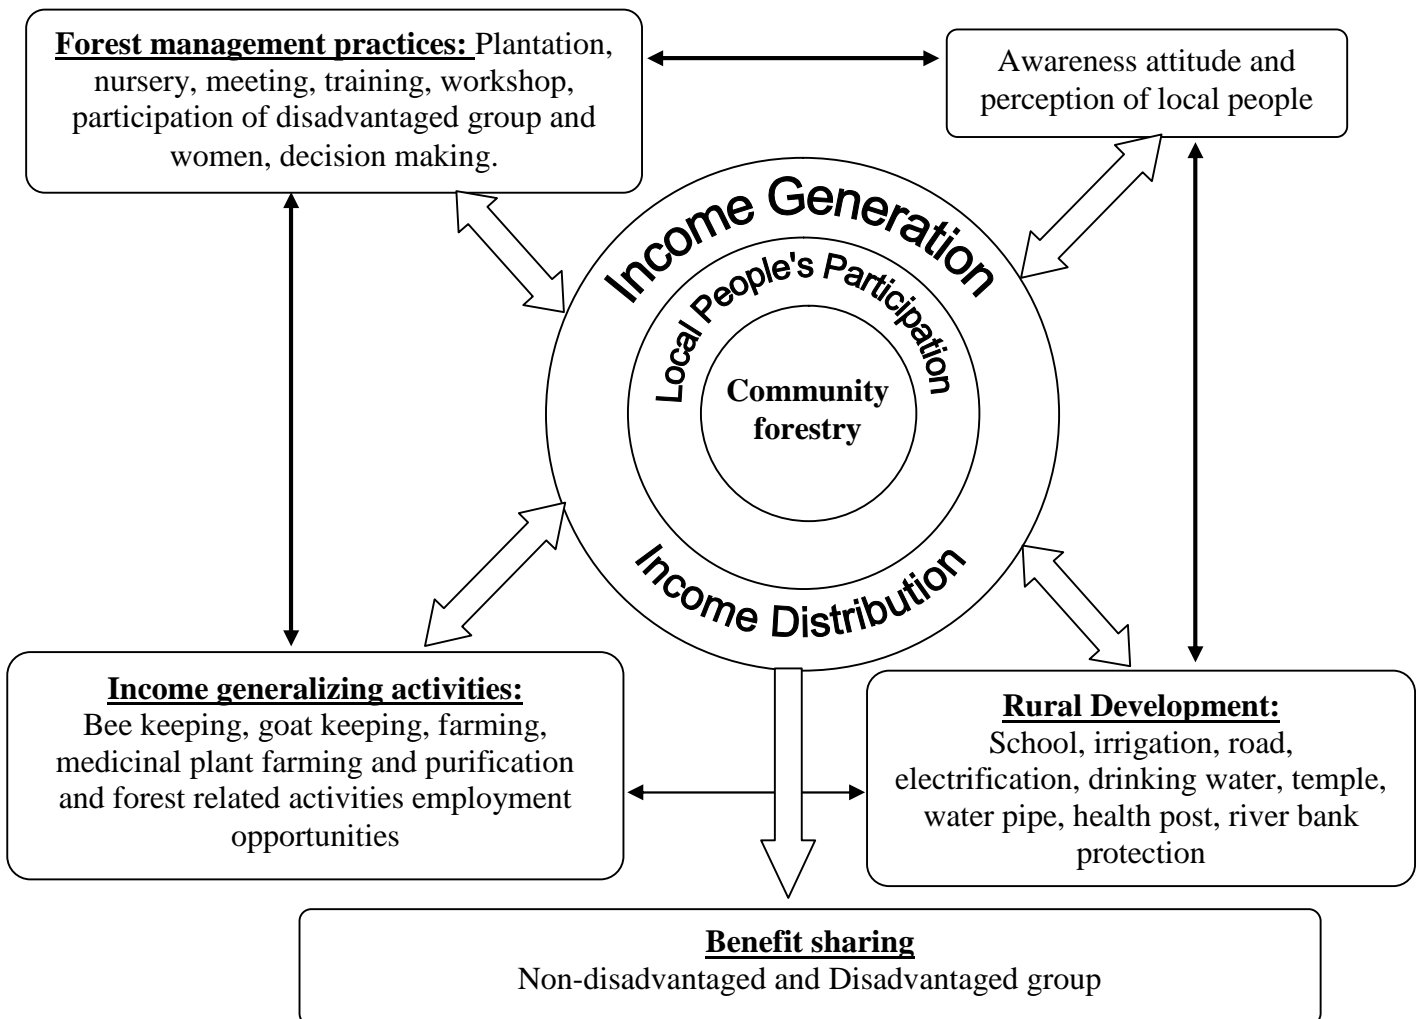 Forest management practices: Plantation,
nursery, meeting, training, workshop,
participation of disadvantaged group and
women, decision making.
Awareness attitude and
perception of local people
Income Generation
Local People's Participation
Community
forestry
Income Distribution
Income generalizing activities:
Bee keeping, goat keeping, farming,
medicinal plant farming and purification
and forest related activities employment
opportunities
Rural Development:
School, irrigation, road,
electrification, drinking water, temple,
water pipe, health post, river bank
protection
Benefit sharing
Non-disadvantaged and Disadvantaged group